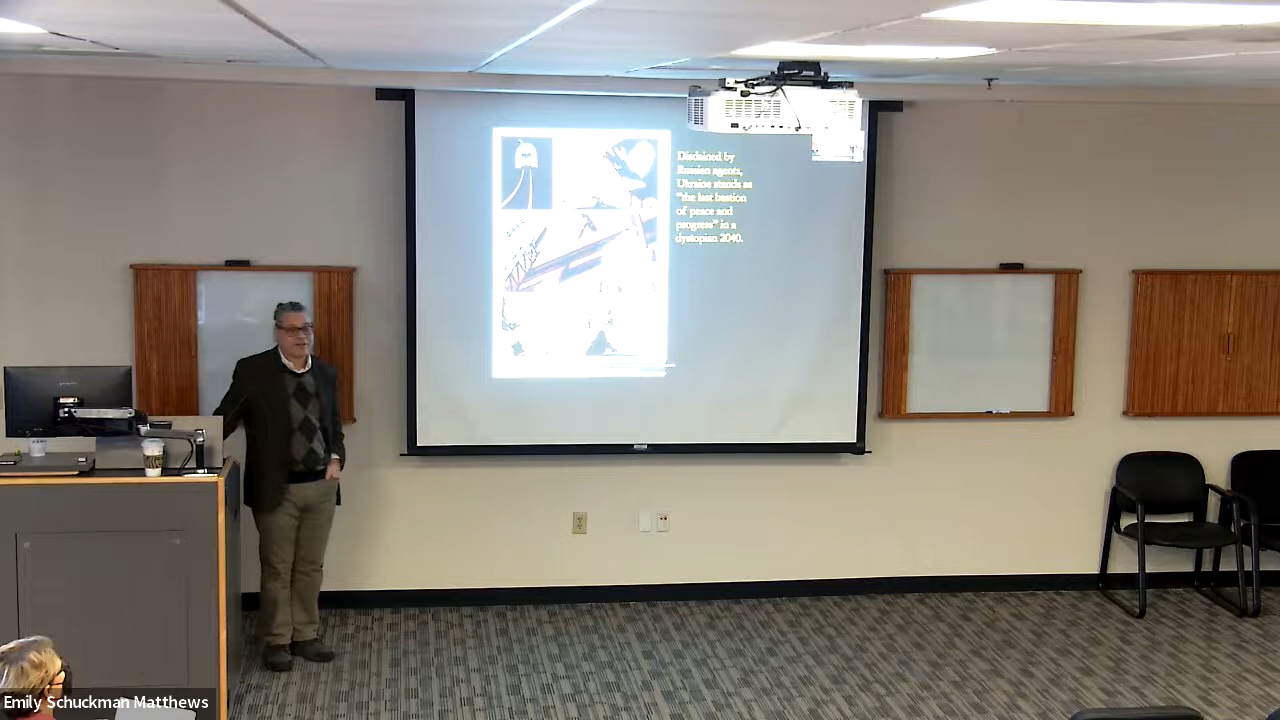 Disdained by
Russian agents,
Ukraine stands as
"the last bastion
of peace and
progress" in a
dystopian 2040.
Emily Schuckman Matthews